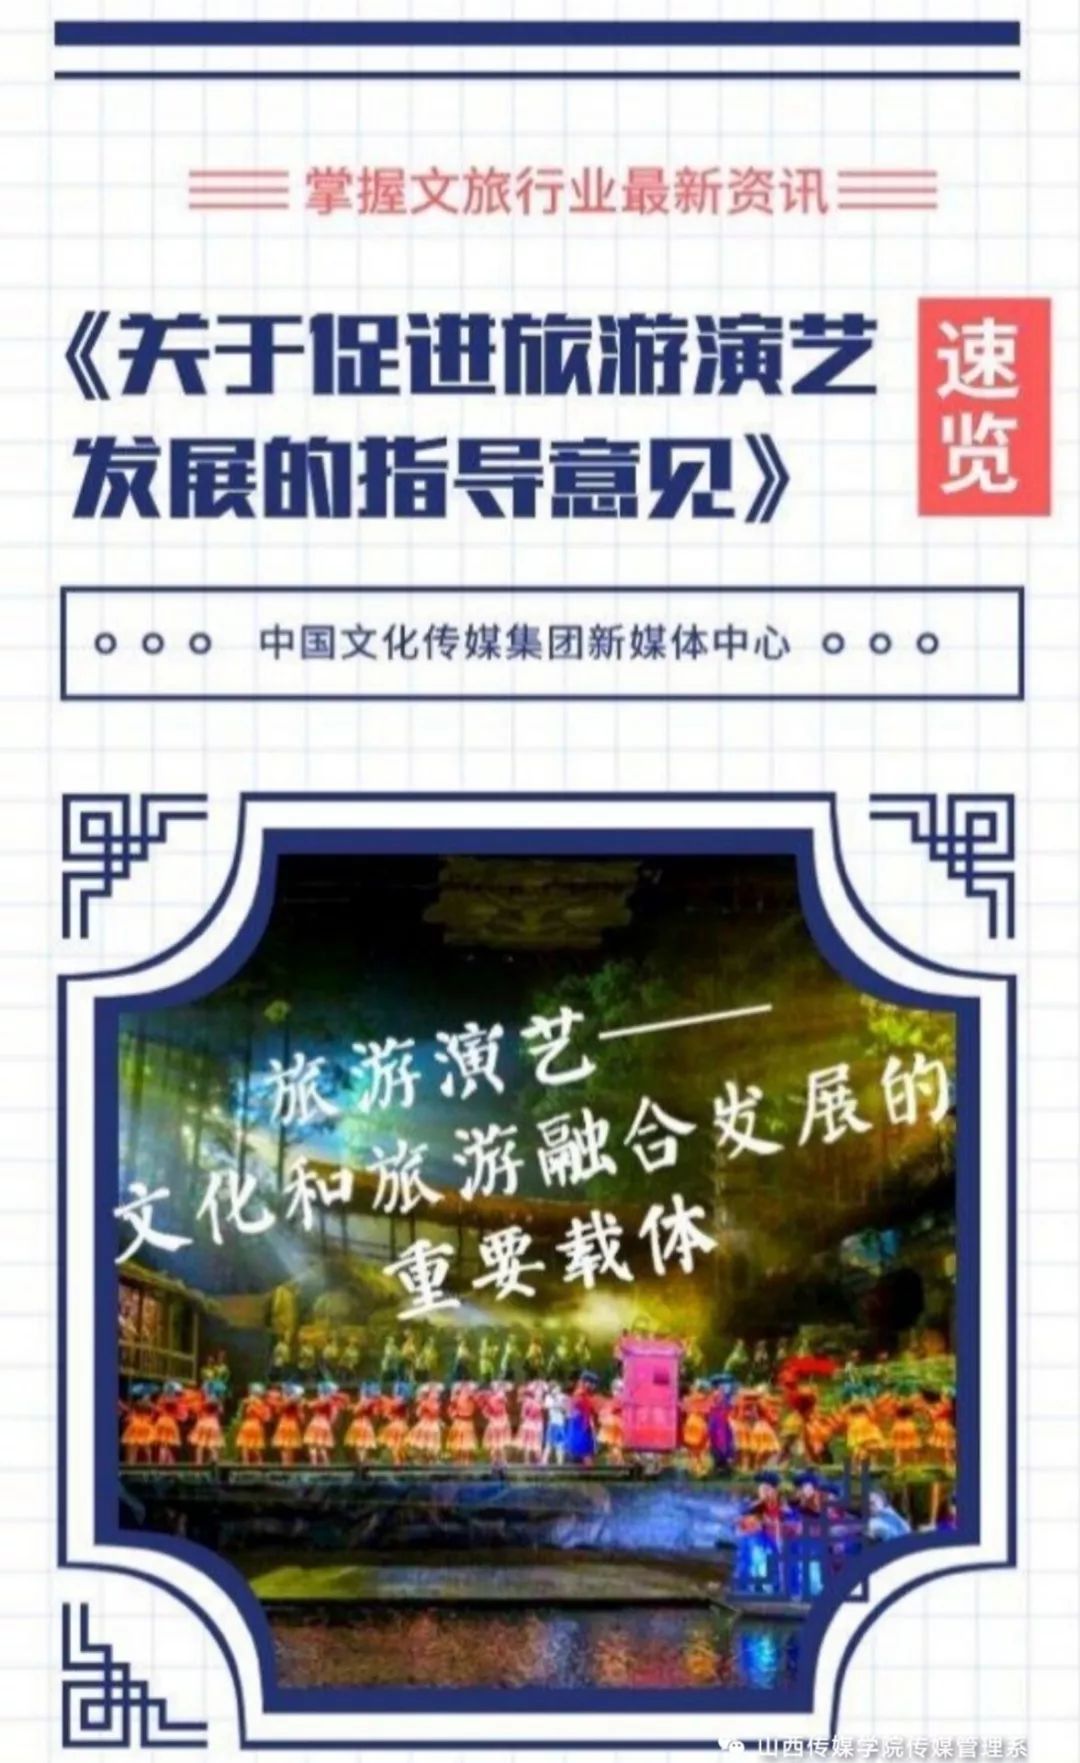 掌握文旅行业最新资讯
《关于促进旅游演艺
发展的指导意见》
速览
中国文化传媒集团新媒体中心
旅游演艺——
文化和旅游融合发展的
重要载体
山西传媒学院传媒管理系